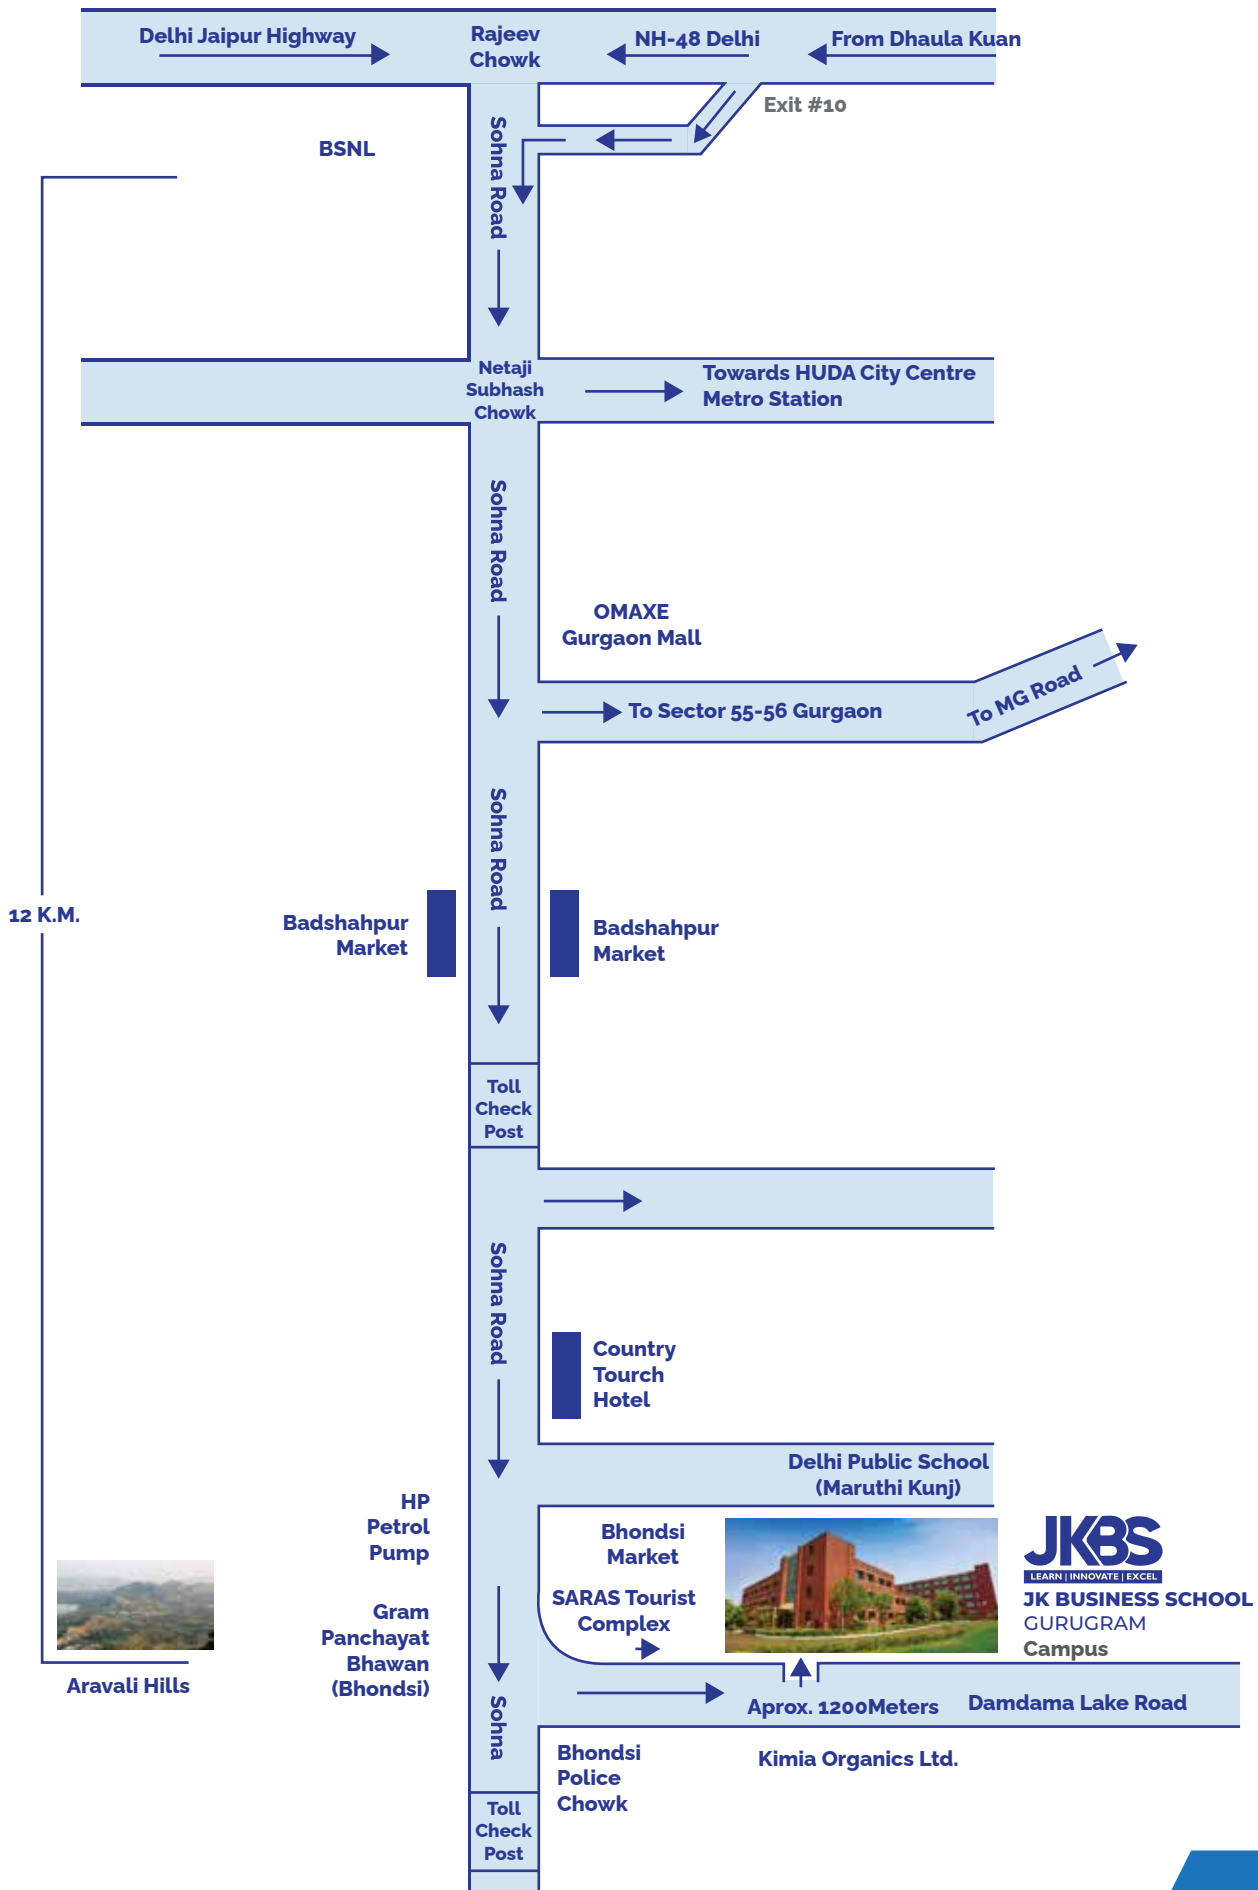 Delhi Jaipur Highway
Rajeev
Chowk
NH-48 Delhi
From Dhaula Kuan
Exit #10
BSNL
Sohna Road
Netaji
Subhash
Chowk
Towards HUDA City Centre
Metro Station
Sohna Road
OMAXE
Gurgaon Mall
To Sector 55-56 Gurgaon
To MG Road
Sohna Road
12 K.M.
Badshahpur
Market
Badshahpur
Market
Toll
Check
Post
Sohna Road
Country
Tourch
Hotel
Delhi Public School
(Maruthi Kunj)
HP
Petrol
Pump
Bhondsi
Market
JKBS
LEARN | INNOVATE | EXCEL
JK BUSINESS SCHOOL
GURUGRAM
Campus
SARAS Tourist
Complex
Gram
Panchayat
Bhawan
(Bhondsi)
Aravali Hills
Sohna
Aprox. 1200Meters
Damdama Lake Road
Bhondsi
Police
Chowk
Kimia Organics Ltd.
Toll
Check
Post